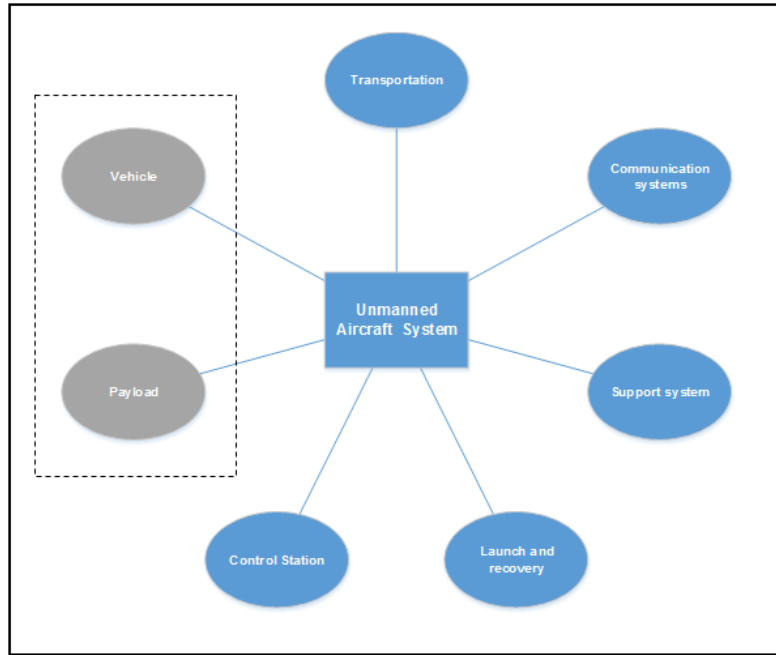 Transportation
Vehicle
Communication
systems
Unmanned
Aircraft System
Payload
Support system
Control Station
Launch and
recovery